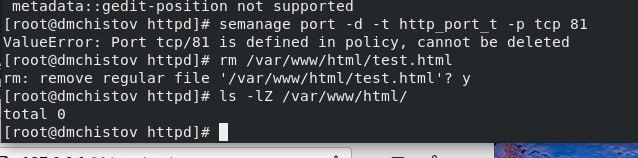 metadata::gedit-position not supported
[root@dmchistov httpd]# semanage port -d -t http_port_t -p tcp 81
ValueError: Port tcp/81 is defined in policy, cannot be deleted
[root@dmchistov httpd]# rm /var/www/html/test.html
rm: remove regular file '/var/www/html/test.html'? y
[root@dmchistov httpd]# ls -lZ /var/www/html/
total 0
[root@dmchistov httpd]#